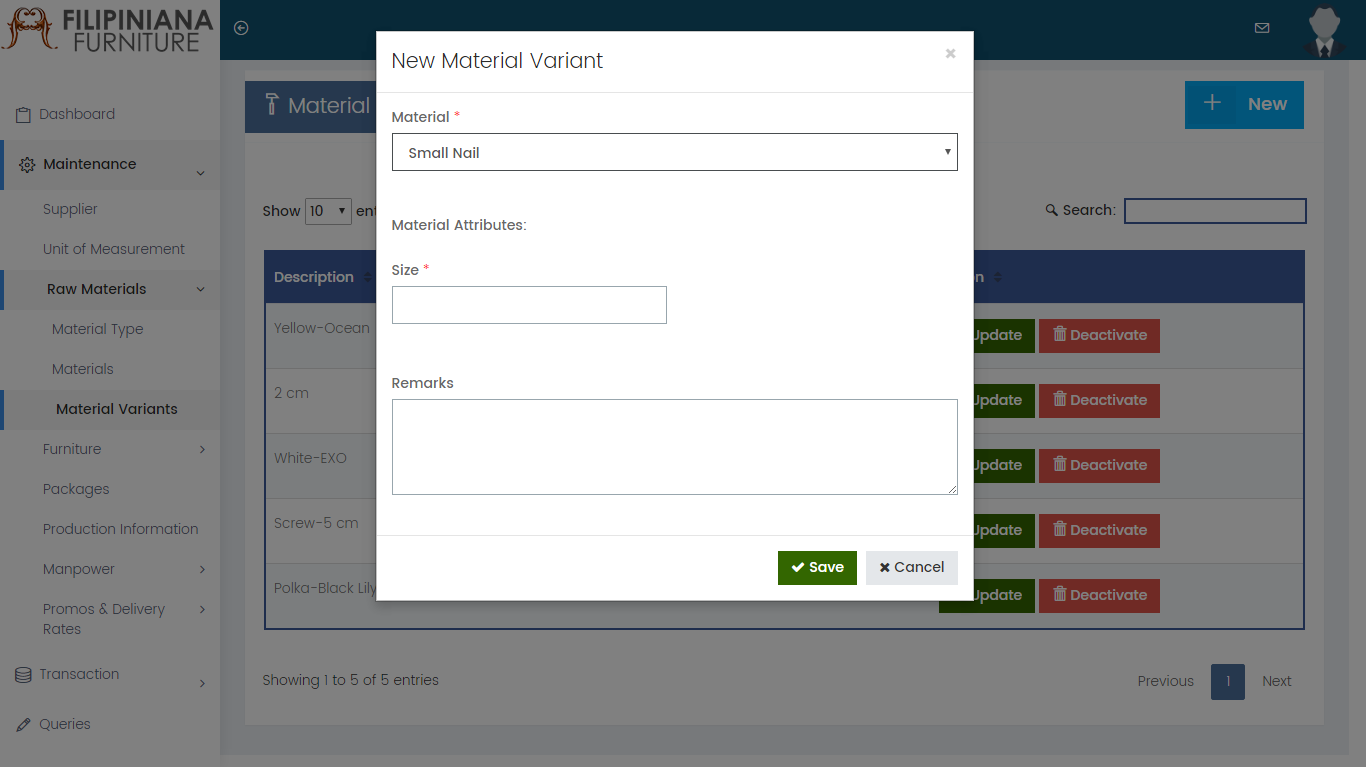 FILIPINIANA
FURNITURE
Dashboard
Maintenance
Supplier
Unit of Measurement
Raw Materials
Material Type
Materials
Material Variants
Furniture
Packages
Production Information
Manpower
Promos & Delivery
Rates
Transaction
Queries
Material
New
Show 10
Search:
Description
Yellow-Ocean
Update Deactivate
2 cm
Update Deactivate
White-EXO
Update Deactivate
Screw-5 cm
Update Deactivate
Polka-Black Lily
Update Deactivate
Showing 1 to 5 of 5 entries
Previous 1 Next
New Material Variant
Material *
Small Nail
Material Attributes:
Size *
Remarks
Save Cancel